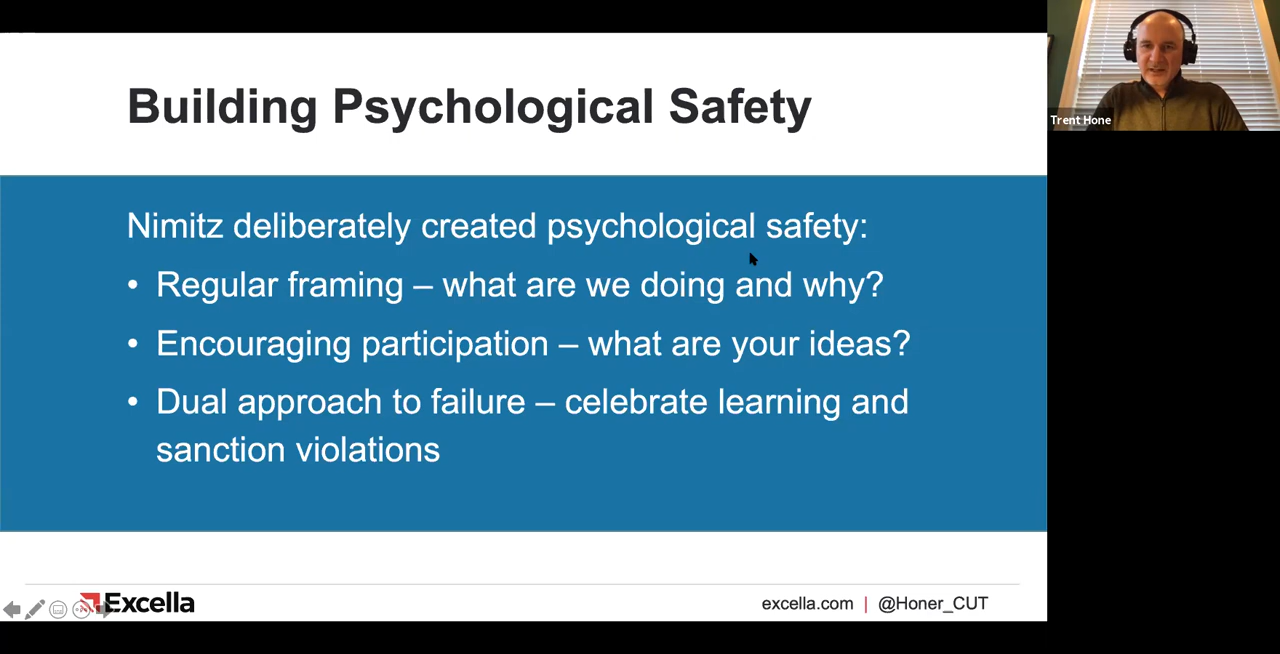 Building Psychological Safety
Trent Hone
Nimitz deliberately created psychological safety:
• Regular framing – what are we doing and why?
• Encouraging participation – what are your ideas?
• Dual approach to failure – celebrate learning and
sanction violations
Excella
excella.com | @Honer_CUT